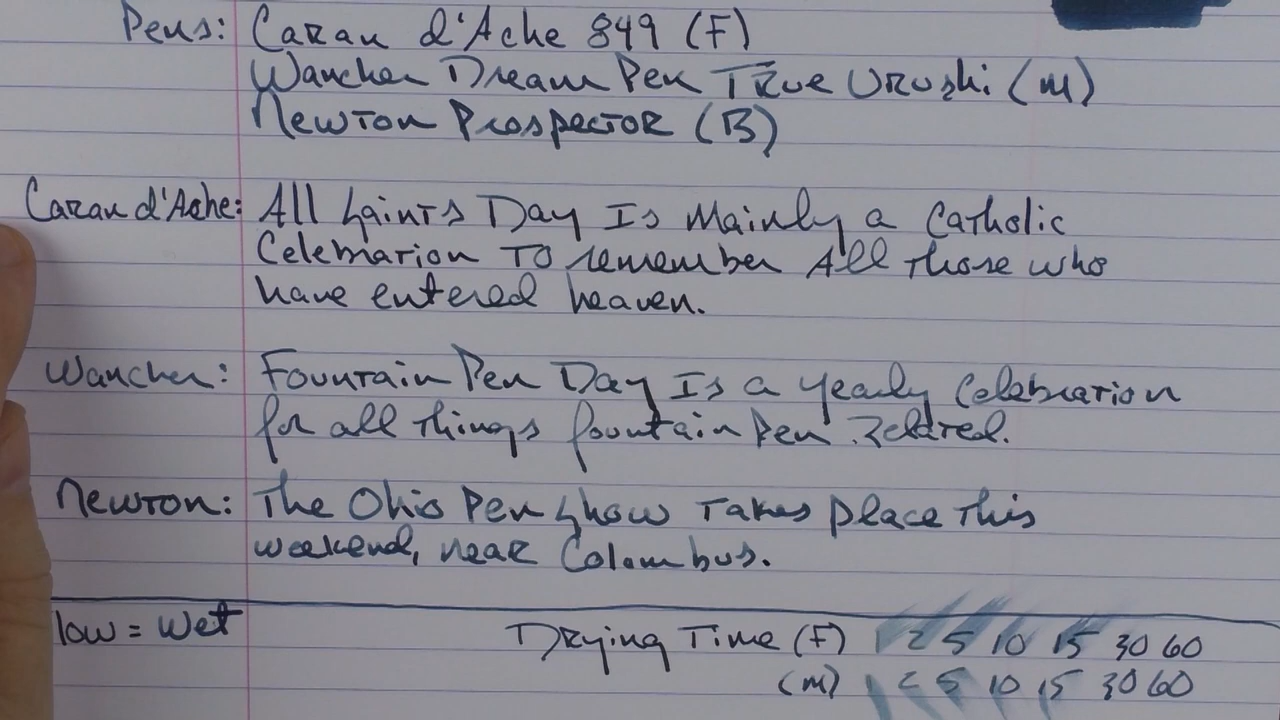 Pens: Caran d'Ache 849 (F)
Wancher Dream Pen True Urushi (M)
Newton Prospector (B)
Caran d'Ache: All Saints Day Is Mainly a Catholic
Celebration To remember All Those who
have entered heaven.
Wancher: Fountain Pen Day Is a yearly Celebration
for all Things fountain Pen Related.
Newton: The Ohio Pen Show Takes place This
weekend, near Columbus.
low = wet
Drying Time (F) 1 2 5 10 15 30 60
(M) 1 2 5 10 15 30 60